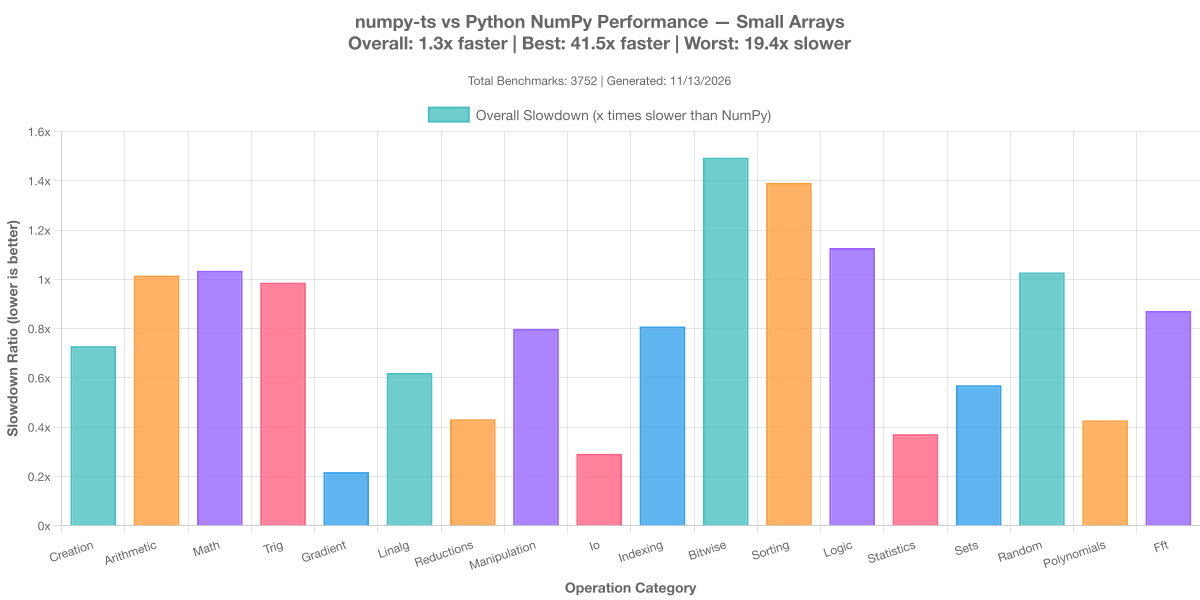 numpy-ts vs Python NumPy Performance — Small Arrays
Overall: 1.3x faster | Best: 41.5x faster | Worst: 19.4x slower
Total Benchmarks: 3752 | Generated: 11/13/2026
Overall Slowdown (x times slower than NumPy)
Slowdown Ratio (lower is better)
1.6x
1.4x
1.2x
1x
0.8x
0.6x
0.4x
0.2x
0x
Creation
Arithmetic
Math
Trig
Gradient
Linalg
Reductions
Manipulation
Io
Indexing
Bitwise
Sorting
Logic
Statistics
Sets
Random
Polynomials
Fft
Operation Category